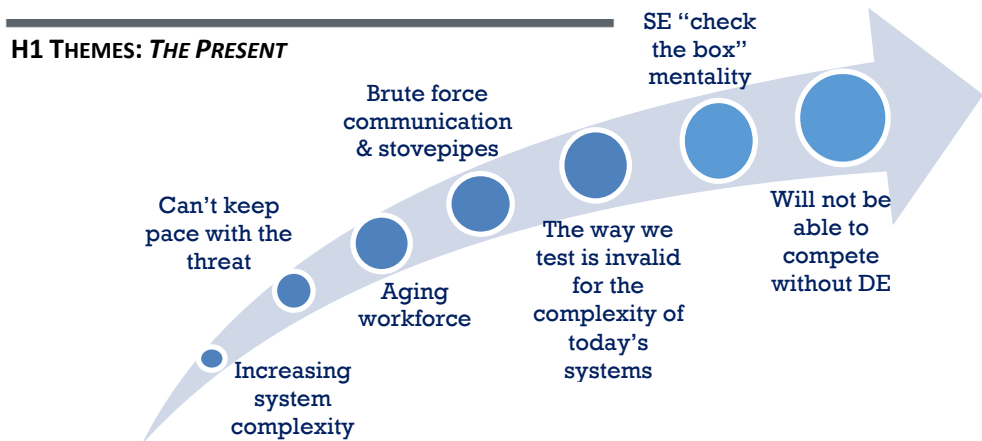 H1 THEMES: THE PRESENT
Increasing
system
complexity
Can’t keep
pace with the
threat
Aging
workforce
Brute force
communication
& stovepipes
The way we
test is invalid
for the
complexity of
today’s
systems
SE “check
the box”
mentality
Will not be
able to
compete
without DE